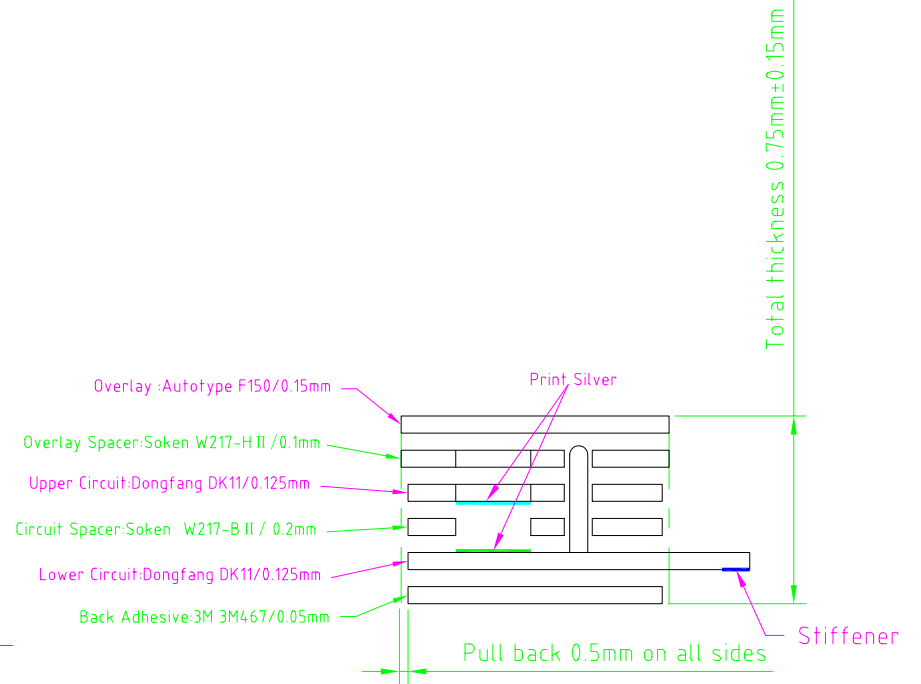 Total thickness 0.75mm±0.15mm
Print Silver
Overlay :Autotype F150/0.15mm
Overlay Spacer:Soken W217-H II /0.1mm
Upper Circuit:Dongfang DK11/0.125mm
Circuit Spacer:Soken W217-B II / 0.2mm
Lower Circuit:Dongfang DK11/0.125mm
Back Adhesive:3M 3M467/0.05mm
Stiffener
Pull back 0.5mm on all sides